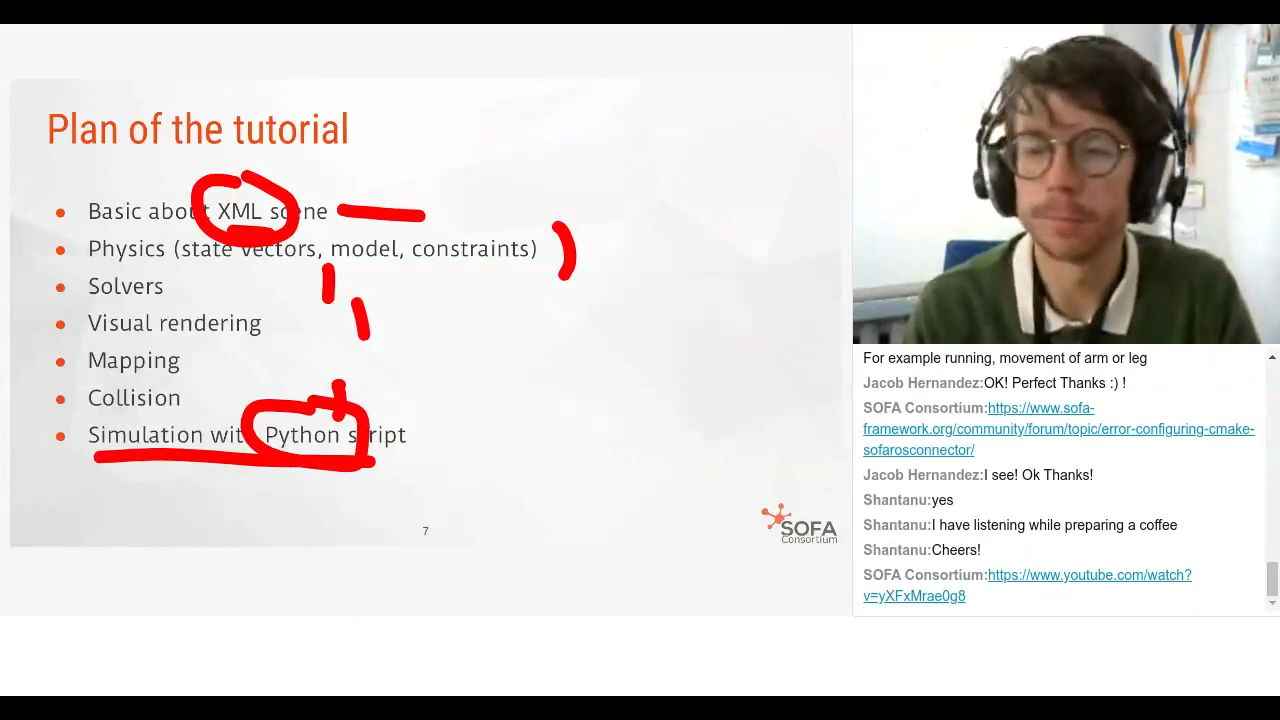 Plan of the tutorial
Basic about XML scene
Physics (state vectors, model, constraints)
Solvers
Visual rendering
Mapping
Collision
Simulation with Python script
7
SOFA
Consortium
For example running, movement of arm or leg
Jacob Hernandez:OK! Perfect Thanks :) !
SOFA Consortium:https://www.sofa-
framework.org/community/forum/topic/error-configuring-cmake-
sofarosconnector/
Jacob Hernandez:I see! Ok Thanks!
Shantanu:yes
Shantanu:I have listening while preparing a coffee
Shantanu:Cheers!
SOFA Consortium:https://www.youtube.com/watch?
v=yXFxMrae0g8